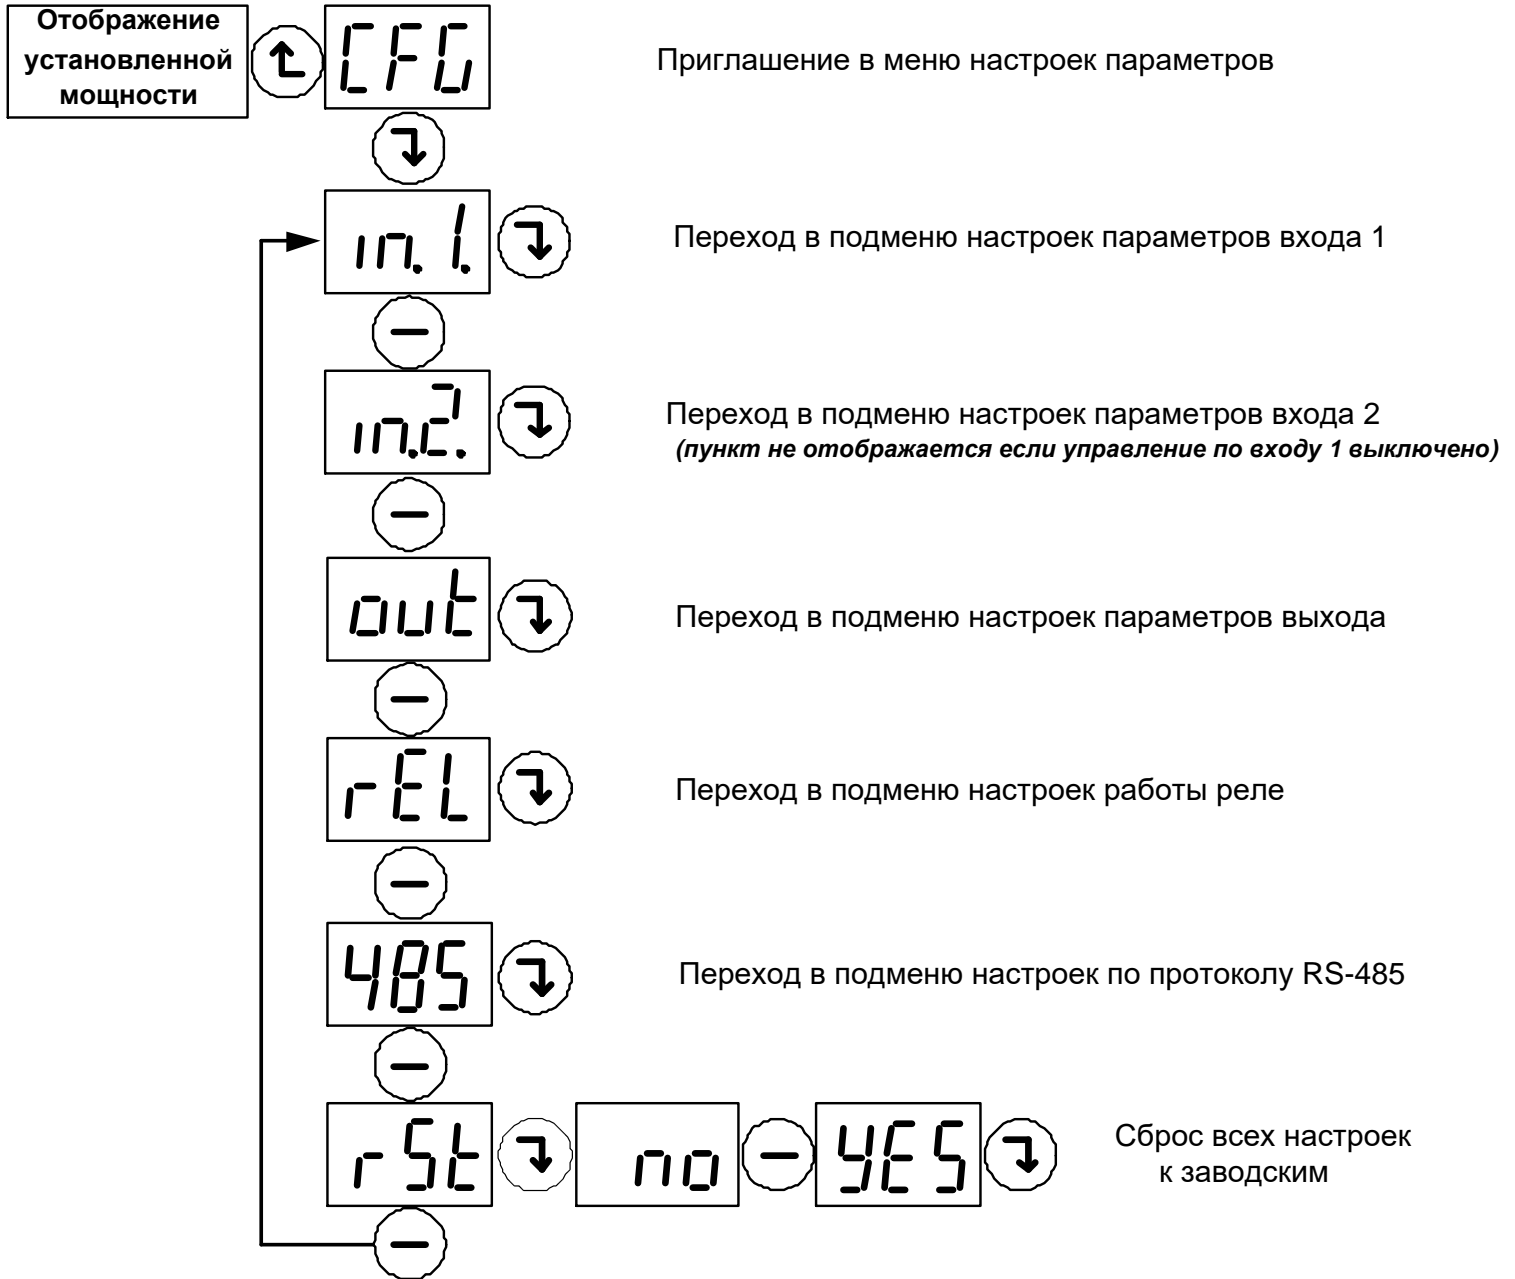 Отображение
установленной
мощности
CFG
Приглашение в меню настроек параметров
in.1.
Переход в подменю настроек параметров входа 1
in.2.
Переход в подменю настроек параметров входа 2
(пункт не отображается если управление по входу 1 выключено)
out
Переход в подменю настроек параметров выхода
rEL
Переход в подменю настроек работы реле
485
Переход в подменю настроек по протоколу RS-485
rSt
no
YES
Сброс всех настроек
к заводским